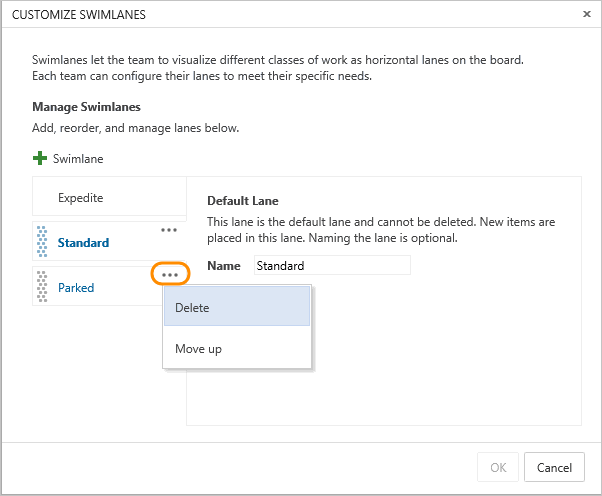 CUSTOMIZE SWIMLANES
Swimlanes let the team to visualize different classes of work as horizontal lanes on the board.
Each team can configure their lanes to meet their specific needs.
Manage Swimlanes
Add, reorder, and manage lanes below.
Swimlane
Expedite
Standard
Parked
Default Lane
This lane is the default lane and cannot be deleted. New items are
placed in this lane. Naming the lane is optional.
Name Standard
Delete
Move up
OK Cancel